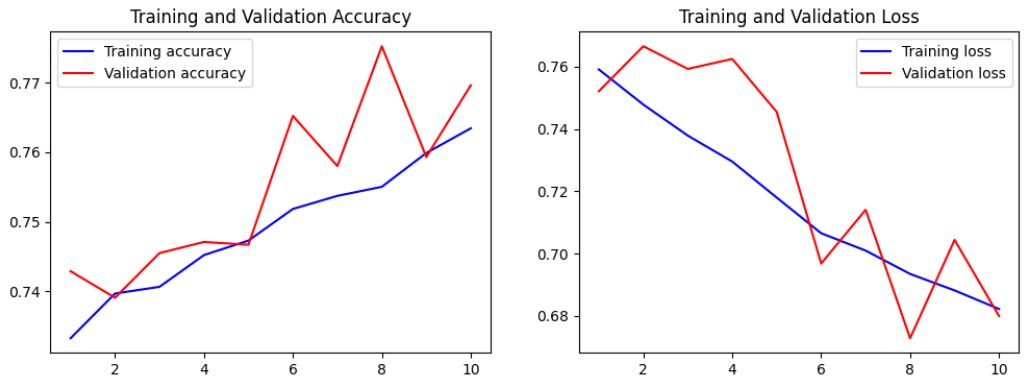 Training and Validation Accuracy
Training accuracy
Validation accuracy
0.77
0.76
0.75
0.74
2 4 6 8 10
Training and Validation Loss
Training loss
Validation loss
0.76
0.74
0.72
0.70
0.68
2 4 6 8 10